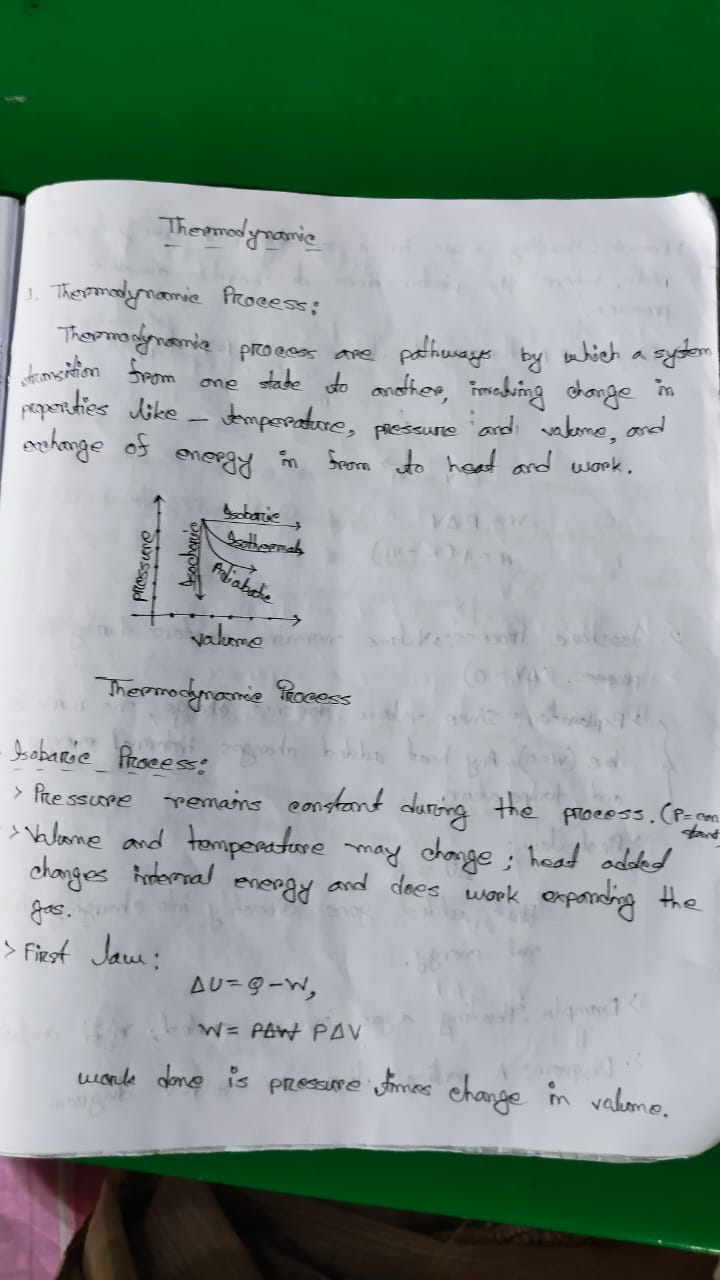 Thermodynamic
1. Thermodynamic Process:
Thermodynamic process are pathways by which a system
transition from one state to another, involving change in
properties like - temperature, pressure and volume, and
exchange of energy in from to heat and work.
Isobaric
Isothermal
Adiabatic
Isochoric
Pressure
Volume
Thermodynamic Process
Isobaric Process:
> Pressure remains constant during the process. (P = constant)
> Volume and temperature may change; heat added
changes internal energy and does work expanding the
gas.
> First law:
ΔU = Q - W,
W = PΔW PΔV
work done is pressure times change in volume.